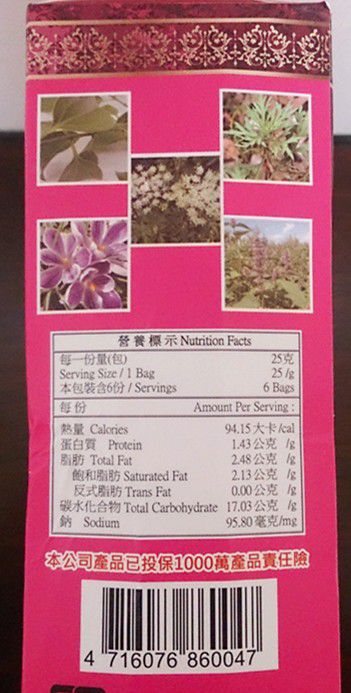 營養標示 Nutrition Facts
每一份量(包) 25克
Serving Size / 1 Bag 25 /g
本包裝含6份 / Servings 6 Bags
每份 Amount Per Serving :
熱量 Calories 94.15 大卡 /cal
蛋白質 Protein 1.43 公克 /g
脂肪 Total Fat 2.48 公克 /g
飽和脂肪 Saturated Fat 2.13 公克 /g
反式脂肪 Trans Fat 0.00 公克 /g
碳水化合物 Total Carbohydrate 17.03 公克 /g
鈉 Sodium 95.80 毫克/mg
本公司產品已投保1000萬產品責任險
4 716076 860047